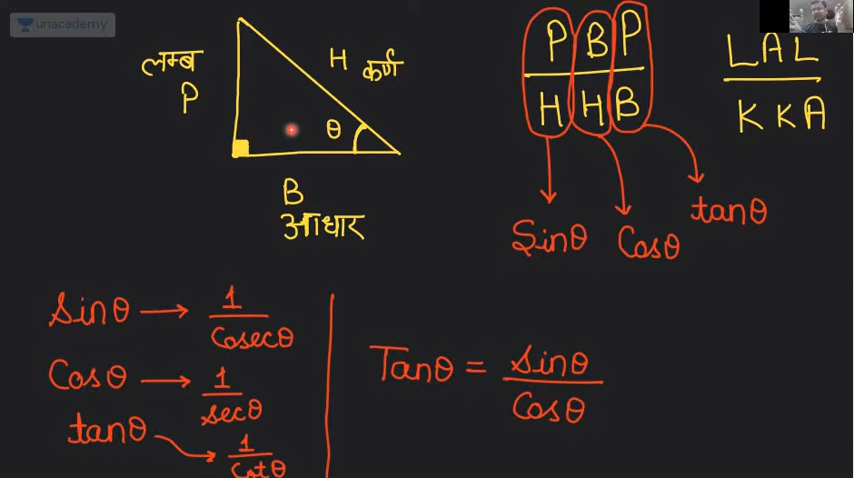 unacademy
लम्ब
P
H कर्ण
θ
B
आधार
P B P
H H B
LAL
KKA
Sinθ
Cosθ
tanθ
Sinθ → 1
Cosecθ
Cosθ → 1
secθ
tanθ → 1
Cotθ
Tanθ = Sinθ
Cosθ